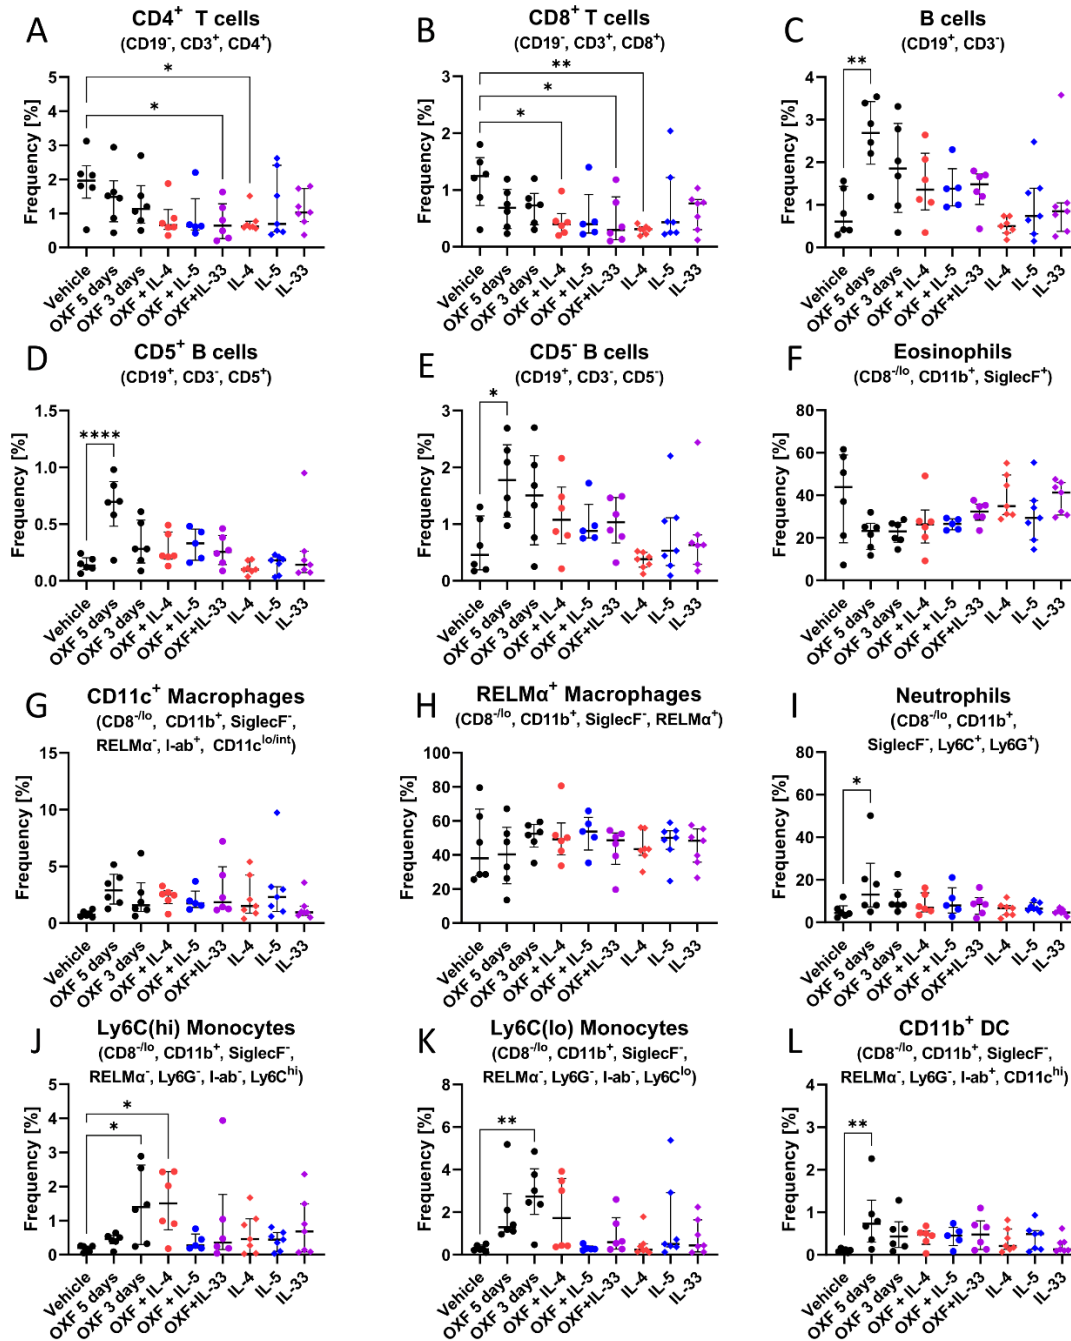 A
CD4+ T cells
(CD19-, CD3+, CD4+)
Frequency [%]
5
4
3
2
1
0
*
*
Vehicle
OXF 5 days
OXF 3 days
OXF + IL-4
OXF + IL-5
OXF+IL-33
IL-4
IL-5
IL-33
B
CD8+ T cells
(CD19-, CD3+, CD8+)
Frequency [%]
3
2
1
0
**
*
*
Vehicle
OXF 5 days
OXF 3 days
OXF + IL-4
OXF + IL-5
OXF+IL-33
IL-4
IL-5
IL-33
C
B cells
(CD19+, CD3-)
Frequency [%]
4
3
2
1
0
**
Vehicle
OXF 5 days
OXF 3 days
OXF + IL-4
OXF + IL-5
OXF+IL-33
IL-4
IL-5
IL-33
D
CD5+ B cells
(CD19+, CD3-, CD5+)
Frequency [%]
1.5
1.0
0.5
0.0
****
Vehicle
OXF 5 days
OXF 3 days
OXF + IL-4
OXF + IL-5
OXF+IL-33
IL-4
IL-5
IL-33
E
CD5- B cells
(CD19+, CD3-, CD5-)
Frequency [%]
3
2
1
0
*
Vehicle
OXF 5 days
OXF 3 days
OXF + IL-4
OXF + IL-5
OXF+IL-33
IL-4
IL-5
IL-33
F
Eosinophils
(CD8-/lo, CD11b+, SiglecF+)
Frequency [%]
80
60
40
20
0
Vehicle
OXF 5 days
OXF 3 days
OXF + IL-4
OXF + IL-5
OXF+IL-33
IL-4
IL-5
IL-33
G
CD11c+ Macrophages
(CD8-/lo, CD11b+, SiglecF-,
RELMα-, I-ab+, CD11clo/int)
Frequency [%]
15
10
5
0
Vehicle
OXF 5 days
OXF 3 days
OXF + IL-4
OXF + IL-5
OXF+IL-33
IL-4
IL-5
IL-33
H
RELMα+ Macrophages
(CD8-/lo, CD11b+, SiglecF-, RELMα+)
Frequency [%]
100
80
60
40
20
0
Vehicle
OXF 5 days
OXF 3 days
OXF + IL-4
OXF + IL-5
OXF+IL-33
IL-4
IL-5
IL-33
I
Neutrophils
(CD8-/lo, CD11b+,
SiglecF-, Ly6C+, Ly6G+)
Frequency [%]
80
60
40
20
0
*
Vehicle
OXF 5 days
OXF 3 days
OXF + IL-4
OXF + IL-5
OXF+IL-33
IL-4
IL-5
IL-33
J
Ly6C(hi) Monocytes
(CD8-/lo, CD11b+, SiglecF-,
RELMα-, Ly6G-, I-ab-, Ly6Chi)
Frequency [%]
5
4
3
2
1
0
*
*
Vehicle
OXF 5 days
OXF 3 days
OXF + IL-4
OXF + IL-5
OXF+IL-33
IL-4
IL-5
IL-33
K
Ly6C(lo) Monocytes
(CD8-/lo, CD11b+, SiglecF-,
RELMα-, Ly6G-, I-ab-, Ly6Clo)
Frequency [%]
8
6
4
2
0
**
Vehicle
OXF 5 days
OXF 3 days
OXF + IL-4
OXF + IL-5
OXF+IL-33
IL-4
IL-5
IL-33
L
CD11b+ DC
(CD8-/lo, CD11b+, SiglecF-,
RELMα-, Ly6G-, I-ab+, CD11chi)
Frequency [%]
4
3
2
1
0
**
Vehicle
OXF 5 days
OXF 3 days
OXF + IL-4
OXF + IL-5
OXF+IL-33
IL-4
IL-5
IL-33